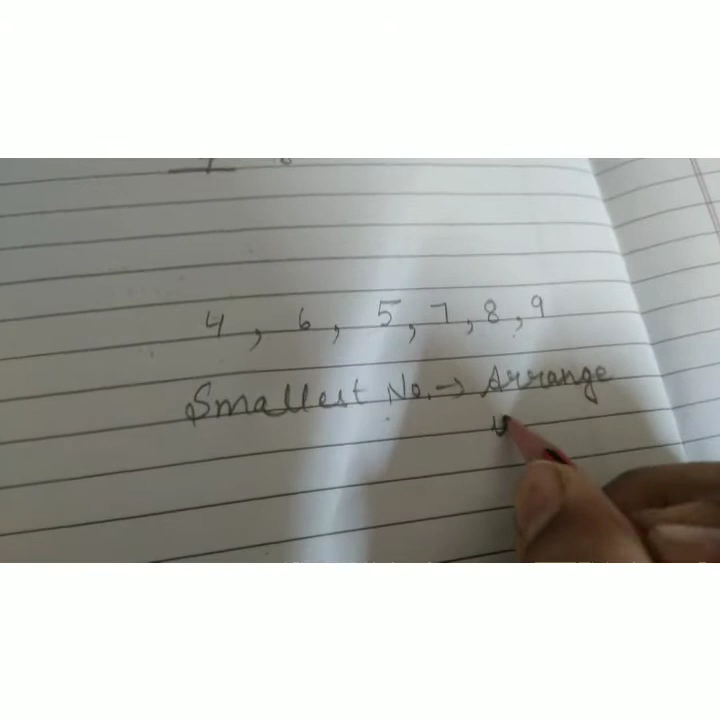 4, 6, 5, 7, 8, 9
Smallest No. → Arrange